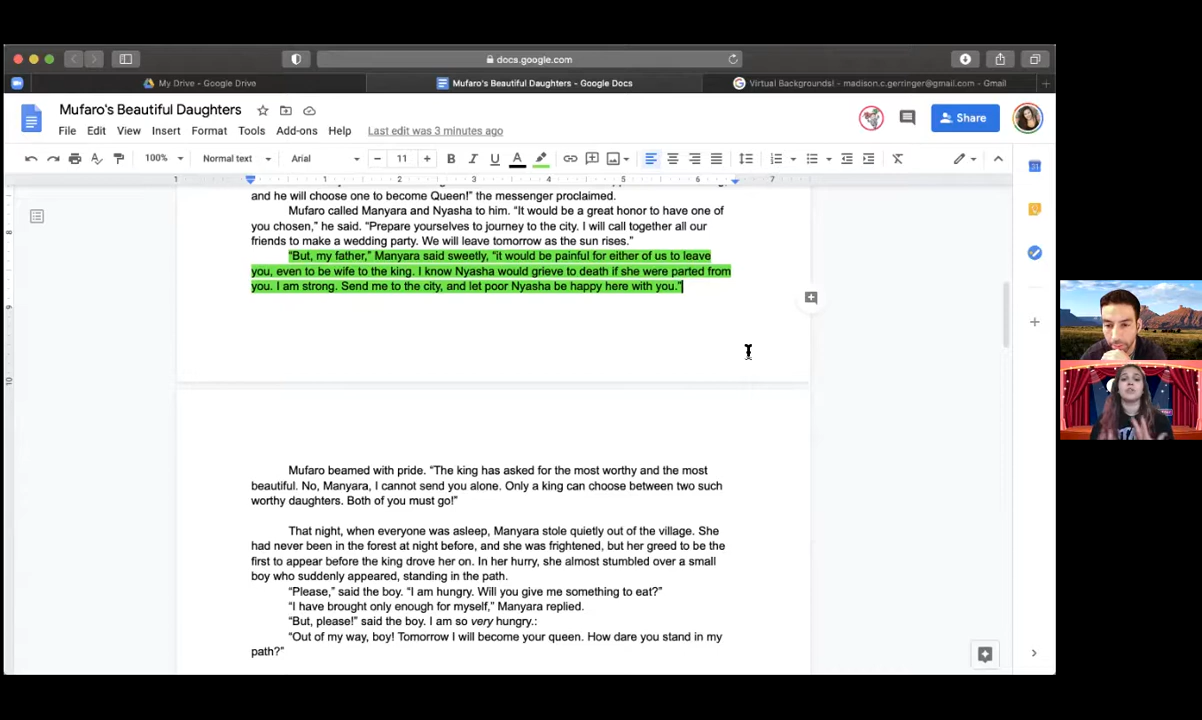 docs.google.com
My Drive - Google Drive
Mufaro's Beautiful Daughters - Google Docs
Virtual Backgrounds! - madison.c.gerringer@gmail.com - Gmail
Mufaro's Beautiful Daughters
File Edit View Insert Format Tools Add-ons Help Last edit was 3 minutes ago
Share
100% Normal text Arial 11
1 1 2 3 4 5 6 7
and he will choose one to become Queen!” the messenger proclaimed.
Mufaro called Manyara and Nyasha to him. “It would be a great honor to have one of
you chosen,” he said. “Prepare yourselves to journey to the city. I will call together all our
friends to make a wedding party. We will leave tomorrow as the sun rises.”
“But, my father,” Manyara said sweetly, “it would be painful for either of us to leave
you, even to be wife to the king. I know Nyasha would grieve to death if she were parted from
you. I am strong. Send me to the city, and let poor Nyasha be happy here with you.”
Mufaro beamed with pride. “The king has asked for the most worthy and the most
beautiful. No, Manyara, I cannot send you alone. Only a king can choose between two such
worthy daughters. Both of you must go!”
That night, when everyone was asleep, Manyara stole quietly out of the village. She
had never been in the forest at night before, and she was frightened, but her greed to be the
first to appear before the king drove her on. In her hurry, she almost stumbled over a small
boy who suddenly appeared, standing in the path.
“Please,” said the boy. “I am hungry. Will you give me something to eat?”
“I have brought only enough for myself,” Manyara replied.
“But, please!” said the boy. I am so very hungry.:
“Out of my way, boy! Tomorrow I will become your queen. How dare you stand in my
path?”
8
9
10